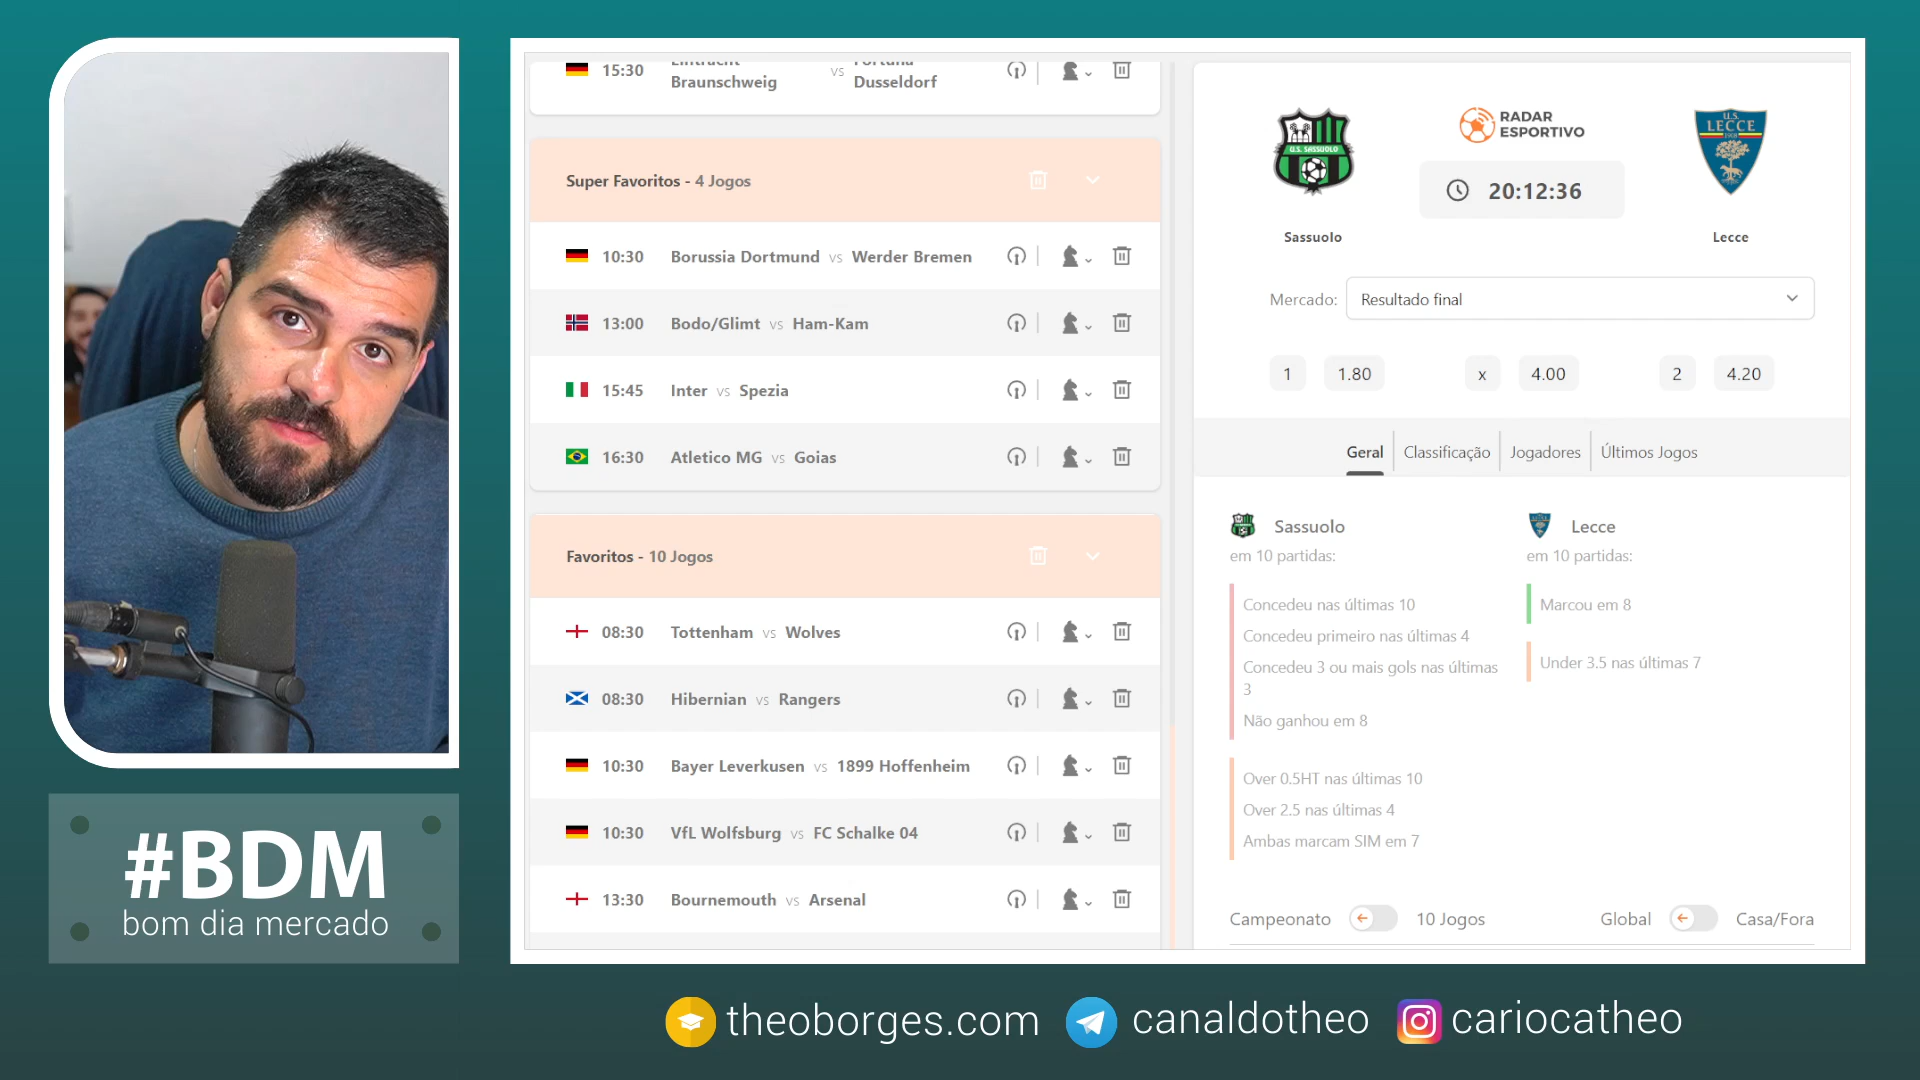 15:30
Eintracht
Braunschweig
vs
Fortuna
Dusseldorf
Super Favoritos - 4 Jogos
10:30 Borussia Dortmund vs Werder Bremen
13:00 Bodo/Glimt vs Ham-Kam
15:45 Inter vs Spezia
16:30 Atletico MG vs Goias
Favoritos - 10 Jogos
08:30 Tottenham vs Wolves
08:30 Hibernian vs Rangers
10:30 Bayer Leverkusen vs 1899 Hoffenheim
10:30 VfL Wolfsburg vs FC Schalke 04
13:30 Bournemouth vs Arsenal
U.S. SASSUOLO
RADAR
ESPORTIVO
U.S.
LECCE
1908
20:12:36
Sassuolo
Lecce
Mercado: Resultado final
1 1.80 x 4.00 2 4.20
Geral Classificação Jogadores Últimos Jogos
Sassuolo
em 10 partidas:
Concedeu nas últimas 10
Concedeu primeiro nas últimas 4
Concedeu 3 ou mais gols nas últimas
3
Não ganhou em 8
Over 0.5HT nas últimas 10
Over 2.5 nas últimas 4
Ambas marcam SIM em 7
Lecce
em 10 partidas:
Marcou em 8
Under 3.5 nas últimas 7
Campeonato 10 Jogos Global Casa/Fora
#BDM
bom dia mercado
theoborges.com canaldotheo cariocatheo